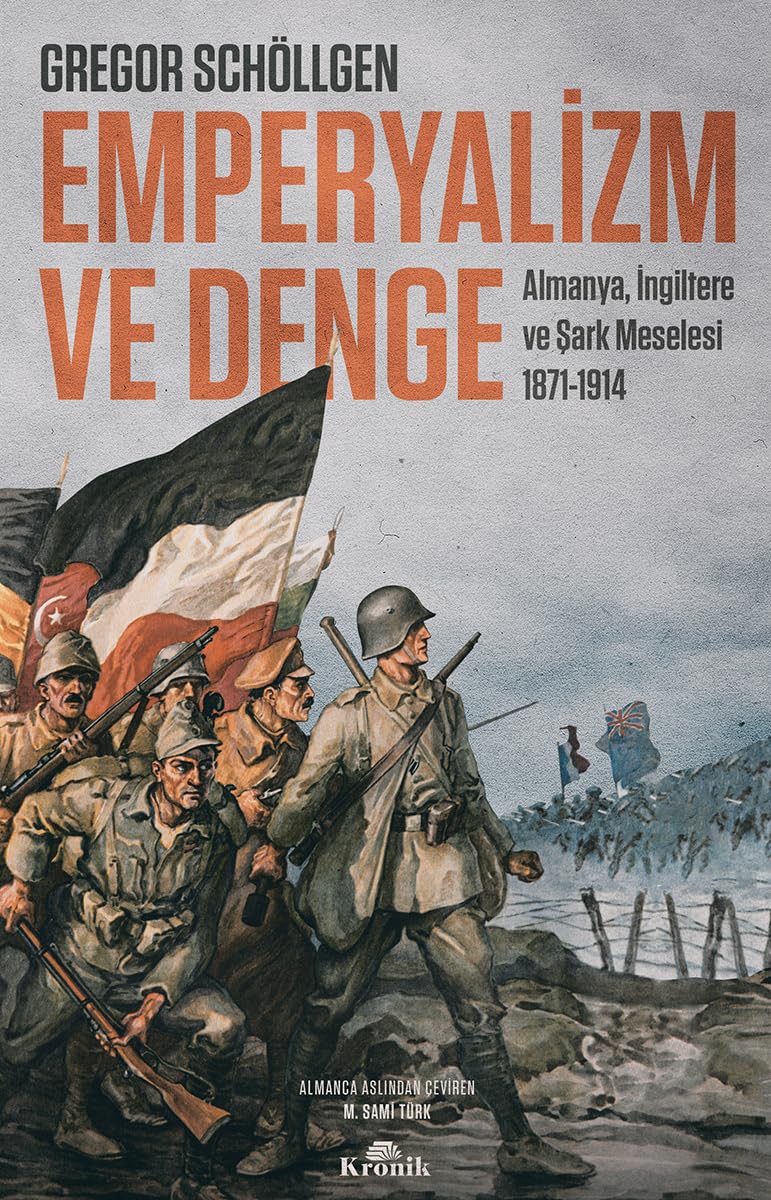 GREGOR SCHÖLLGEN
EMPERYALİZM
VE DENGE
Almanya, İngiltere
ve Şark Meselesi
1871-1914
ALMANCA ASLINDAN ÇEVİREN
M. SAMİ TÜRK
Kronik